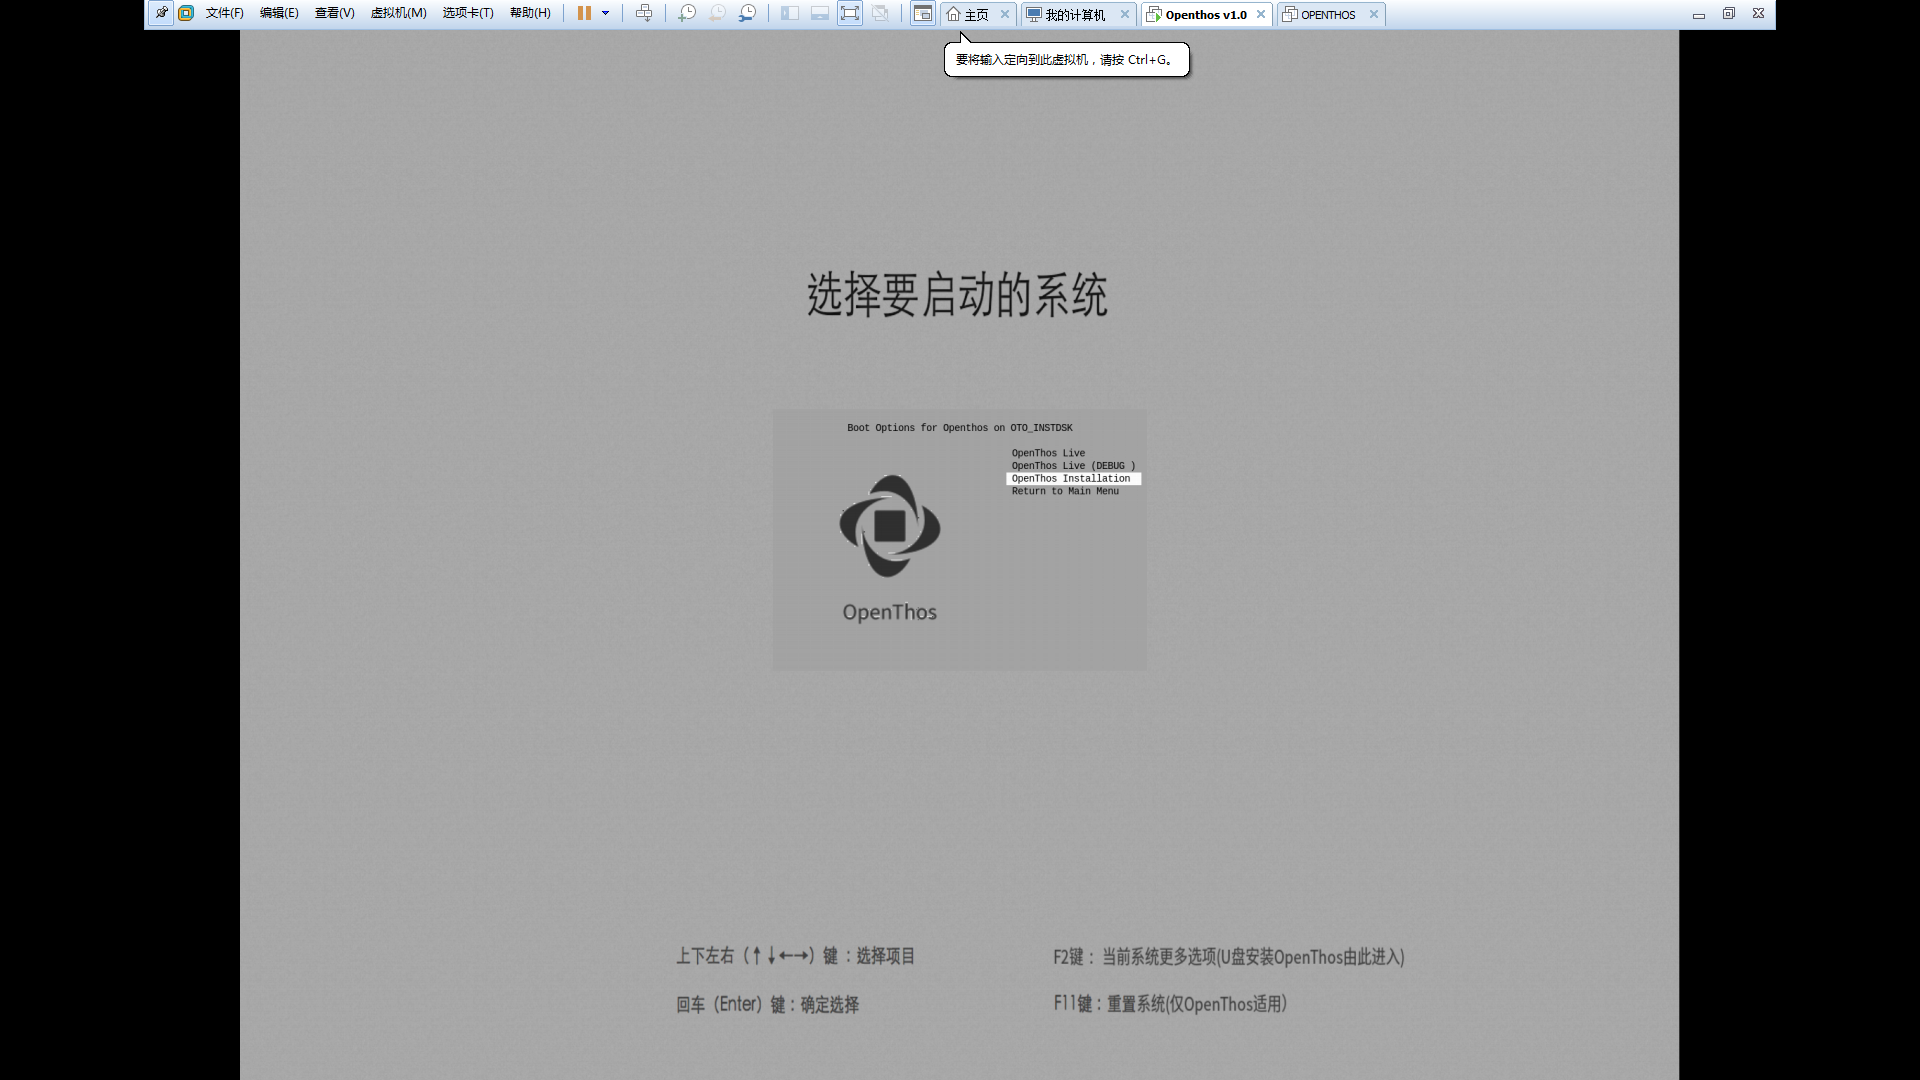 文件(F) 编辑(E) 查看(V) 虚拟机(M) 选项卡(T) 帮助(H) 主页 我的计算机 Openthos v1.0 OPENTHOS
要将输入定向到此虚拟机，请按 Ctrl+G。
选择要启动的系统
Boot Options for Openthos on OTO_INSTDSK
OpenThos Live
OpenThos Live (DEBUG )
OpenThos Installation
Return to Main Menu
OpenThos
上下左右（↑↓←→）键：选择项目
F2键： 当前系统更多选项(U盘安装OpenThos由此进入)
回车（Enter）键：确定选择
F11键：重置系统(仅OpenThos适用）